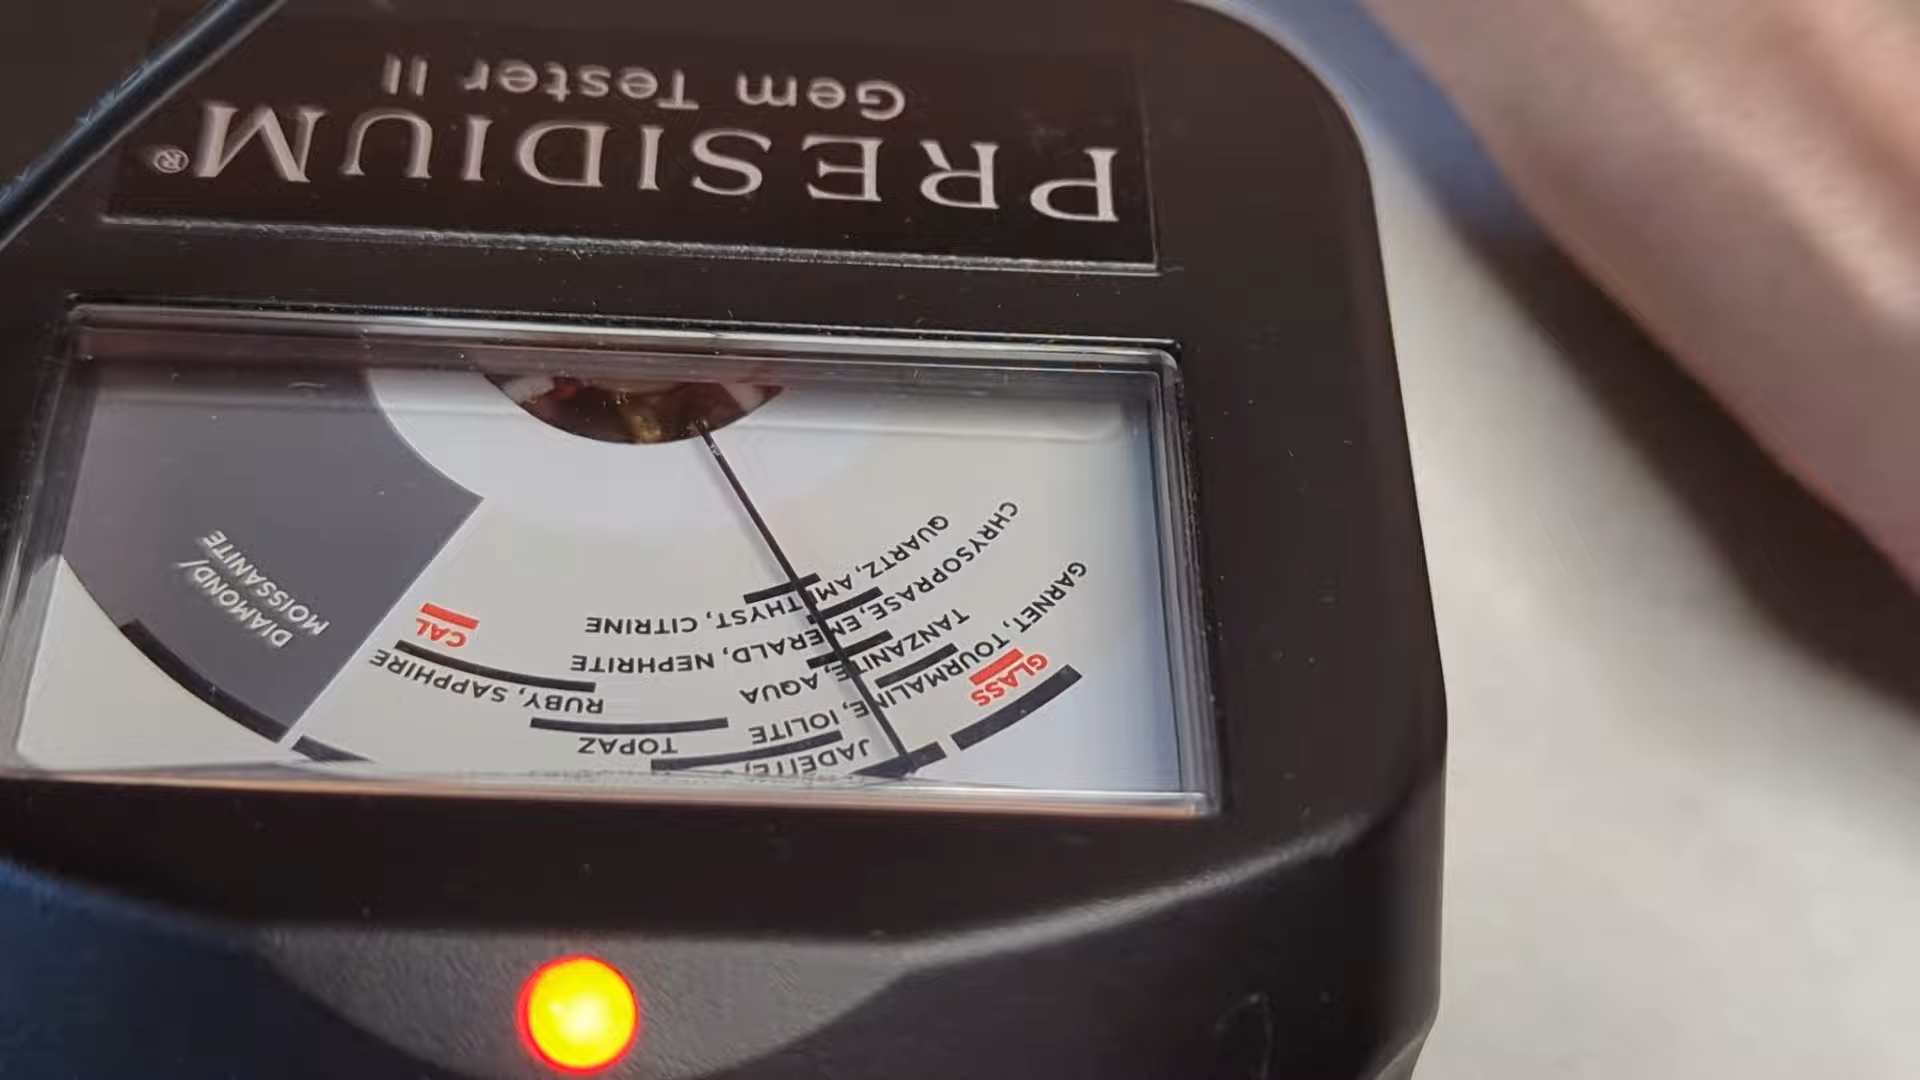 PRESIDIUM®
Gem Tester II
GARNET, TOURMALINE, IOLITE
GLASS
TANZANITE, AQUA
CHRYSOPRASE, EMERALD, NEPHRITE
QUARTZ, AMETHYST, CITRINE
JADEITE,
TOPAZ
RUBY, SAPPHIRE
CAL
DIAMOND/
MOISSANITE